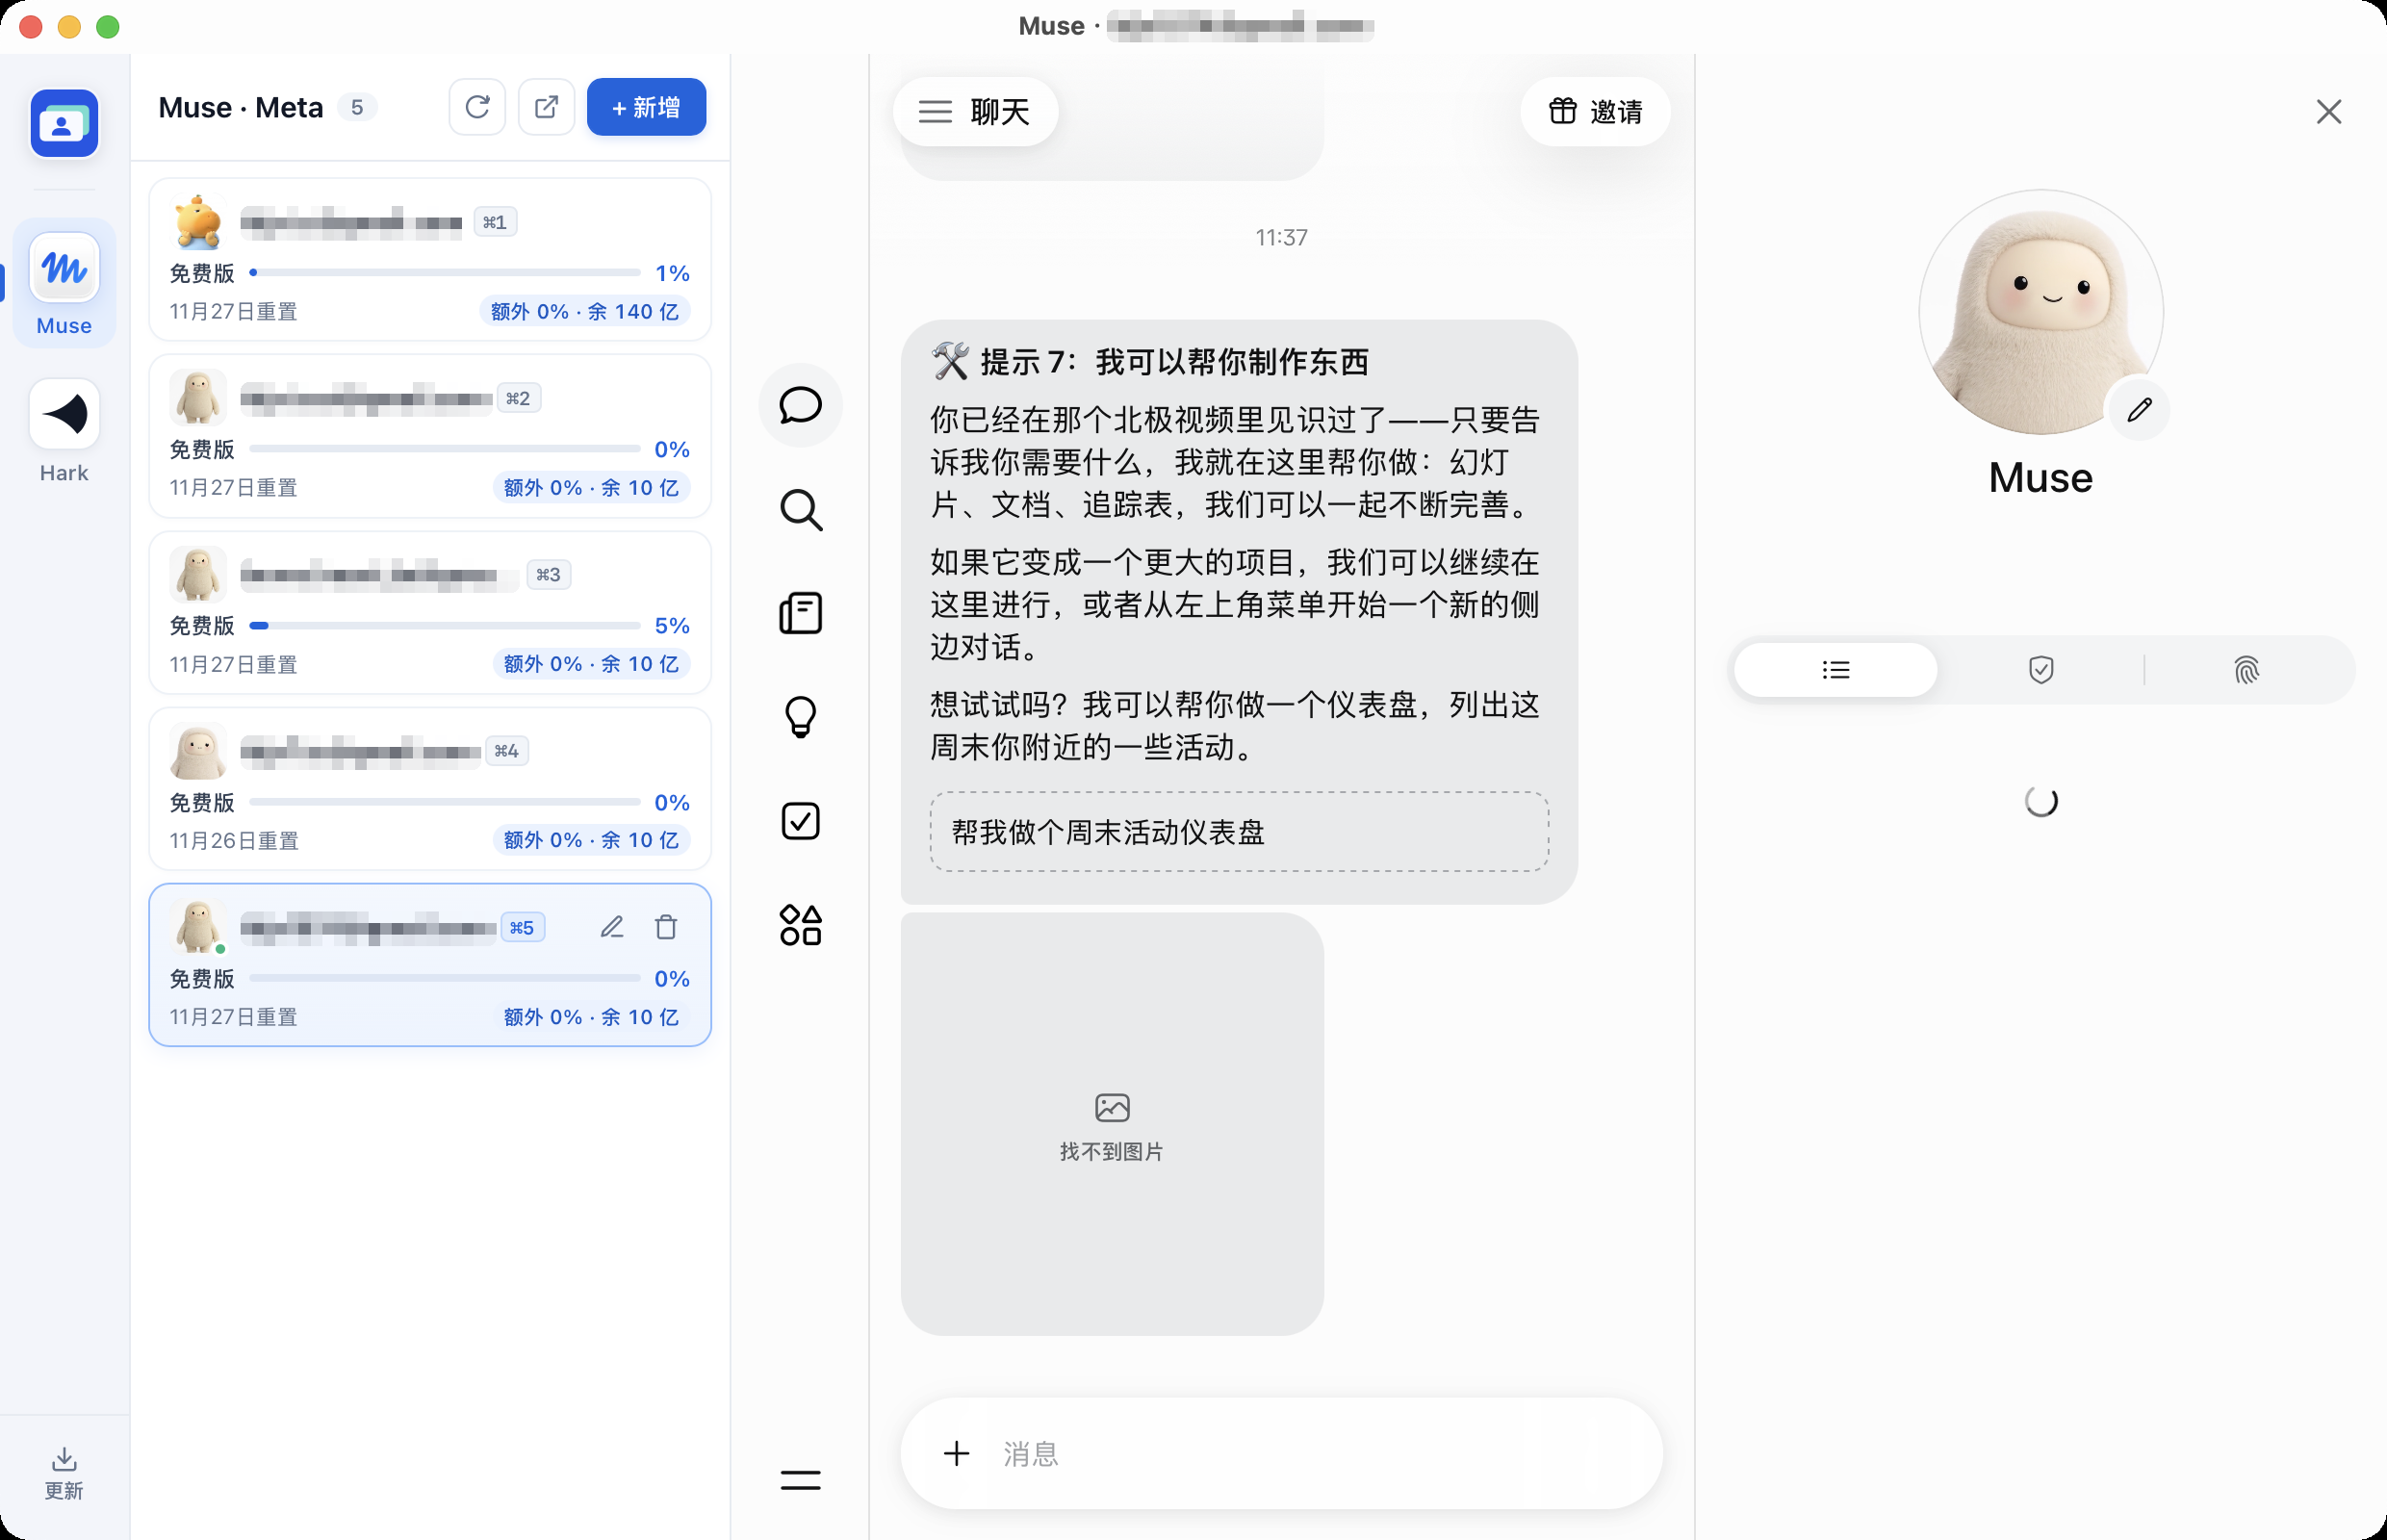 Muse ·
Muse
Hark
更新
Muse · Meta 5
+ 新增
⌘1
免费版 1%
11月27日重置 额外 0% · 余 140 亿
⌘2
免费版 0%
11月27日重置 额外 0% · 余 10 亿
⌘3
免费版 5%
11月27日重置 额外 0% · 余 10 亿
⌘4
免费版 0%
11月26日重置 额外 0% · 余 10 亿
⌘5
免费版 0%
11月27日重置 额外 0% · 余 10 亿
聊天
邀请
11:37
🛠️ 提示 7：我可以帮你制作东西
你已经在那个北极视频里见识过了——只要告
诉我你需要什么，我就在这里帮你做：幻灯
片、文档、追踪表，我们可以一起不断完善。
如果它变成一个更大的项目，我们可以继续在
这里进行，或者从左上角菜单开始一个新的侧
边对话。
想试试吗？我可以帮你做一个仪表盘，列出这
周末你附近的一些活动。
帮我做个周末活动仪表盘
找不到图片
消息
Muse